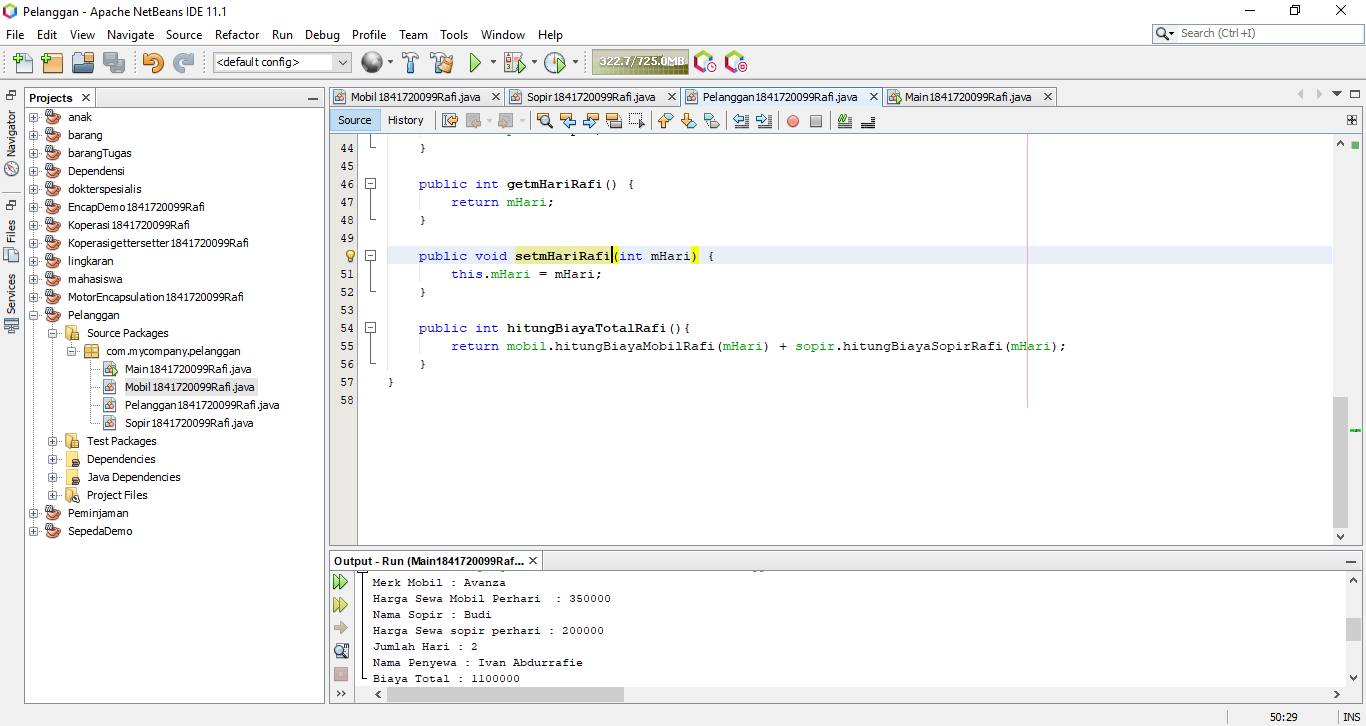 Pelanggan - Apache NetBeans IDE 11.1
File Edit View Navigate Source Refactor Run Debug Profile Team Tools Window Help
Search (Ctrl+I)
<default config>
322.7/725.0MB
Projects
Navigator
Files
Services
anak
barang
barangTugas
Dependensi
dokterspesialis
EncapDemo1841720099Rafi
Koperasi1841720099Rafi
Koperasigettersetter1841720099Rafi
lingkaran
mahasiswa
MotorEncapsulation1841720099Rafi
Pelanggan
Source Packages
com.mycompany.pelanggan
Main1841720099Rafi.java
Mobil1841720099Rafi.java
Pelanggan1841720099Rafi.java
Sopir1841720099Rafi.java
Test Packages
Dependencies
Java Dependencies
Project Files
Peminjaman
SepedaDemo
Mobil1841720099Rafi.java Sopir1841720099Rafi.java Pelanggan1841720099Rafi.java Main1841720099Rafi.java
Source History
44 }
45
46 public int getmHariRafi() {
47 return mHari;
48 }
49
public void setmHariRafi(int mHari) {
51 this.mHari = mHari;
52 }
53
54 public int hitungBiayaTotalRafi(){
55 return mobil.hitungBiayaMobilRafi(mHari) + sopir.hitungBiayaSopirRafi(mHari);
56 }
57 }
58
Output - Run (Main1841720099Raf...
Merk Mobil : Avanza
Harga Sewa Mobil Perhari  : 350000
Nama Sopir : Budi
Harga Sewa sopir perhari : 200000
Jumlah Hari : 2
Nama Penyewa : Ivan Abdurrafie
Biaya Total : 1100000
50:29 INS